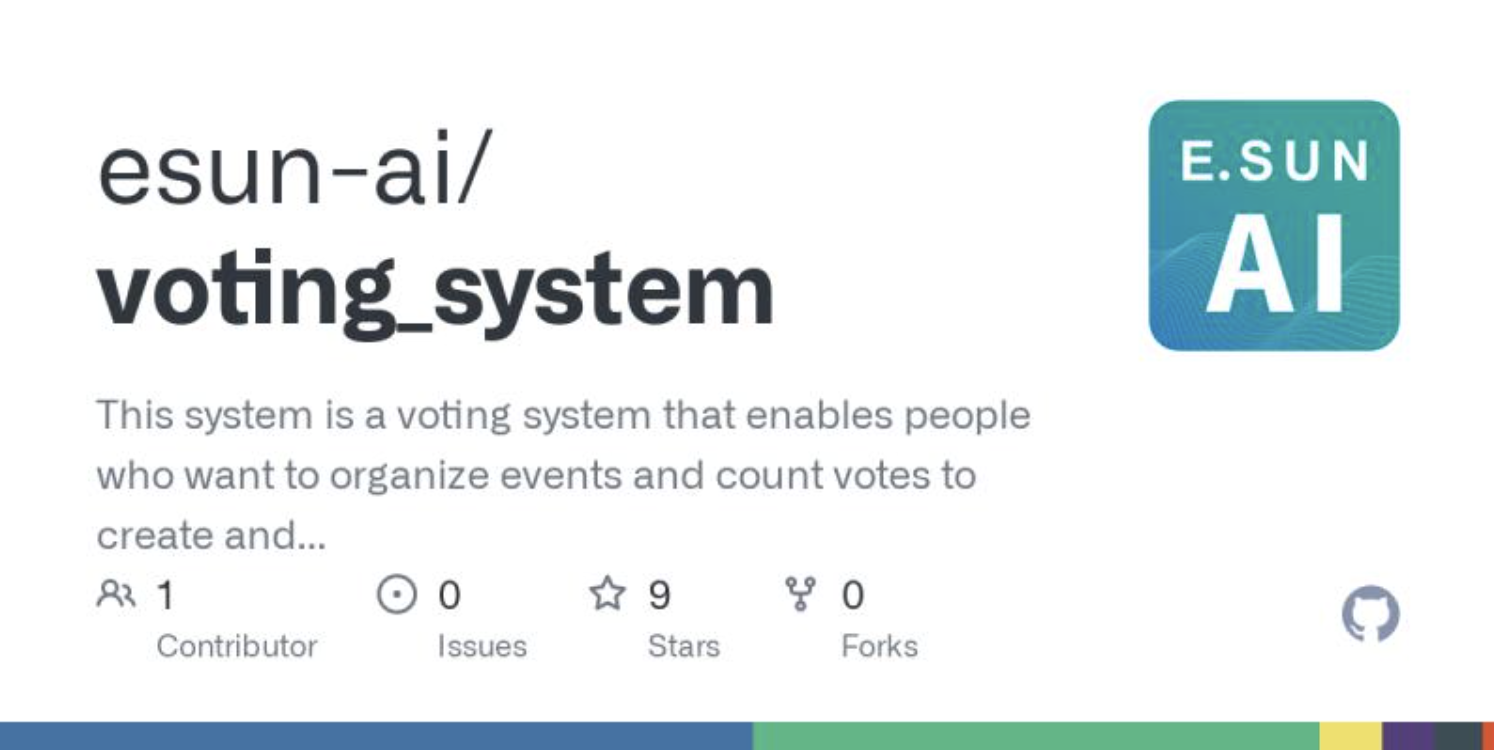 esun-ai/
voting_system
E.SUN
AI
This system is a voting system that enables people
who want to organize events and count votes to
create and...
1 0 9 0
Contributor Issues Stars Forks